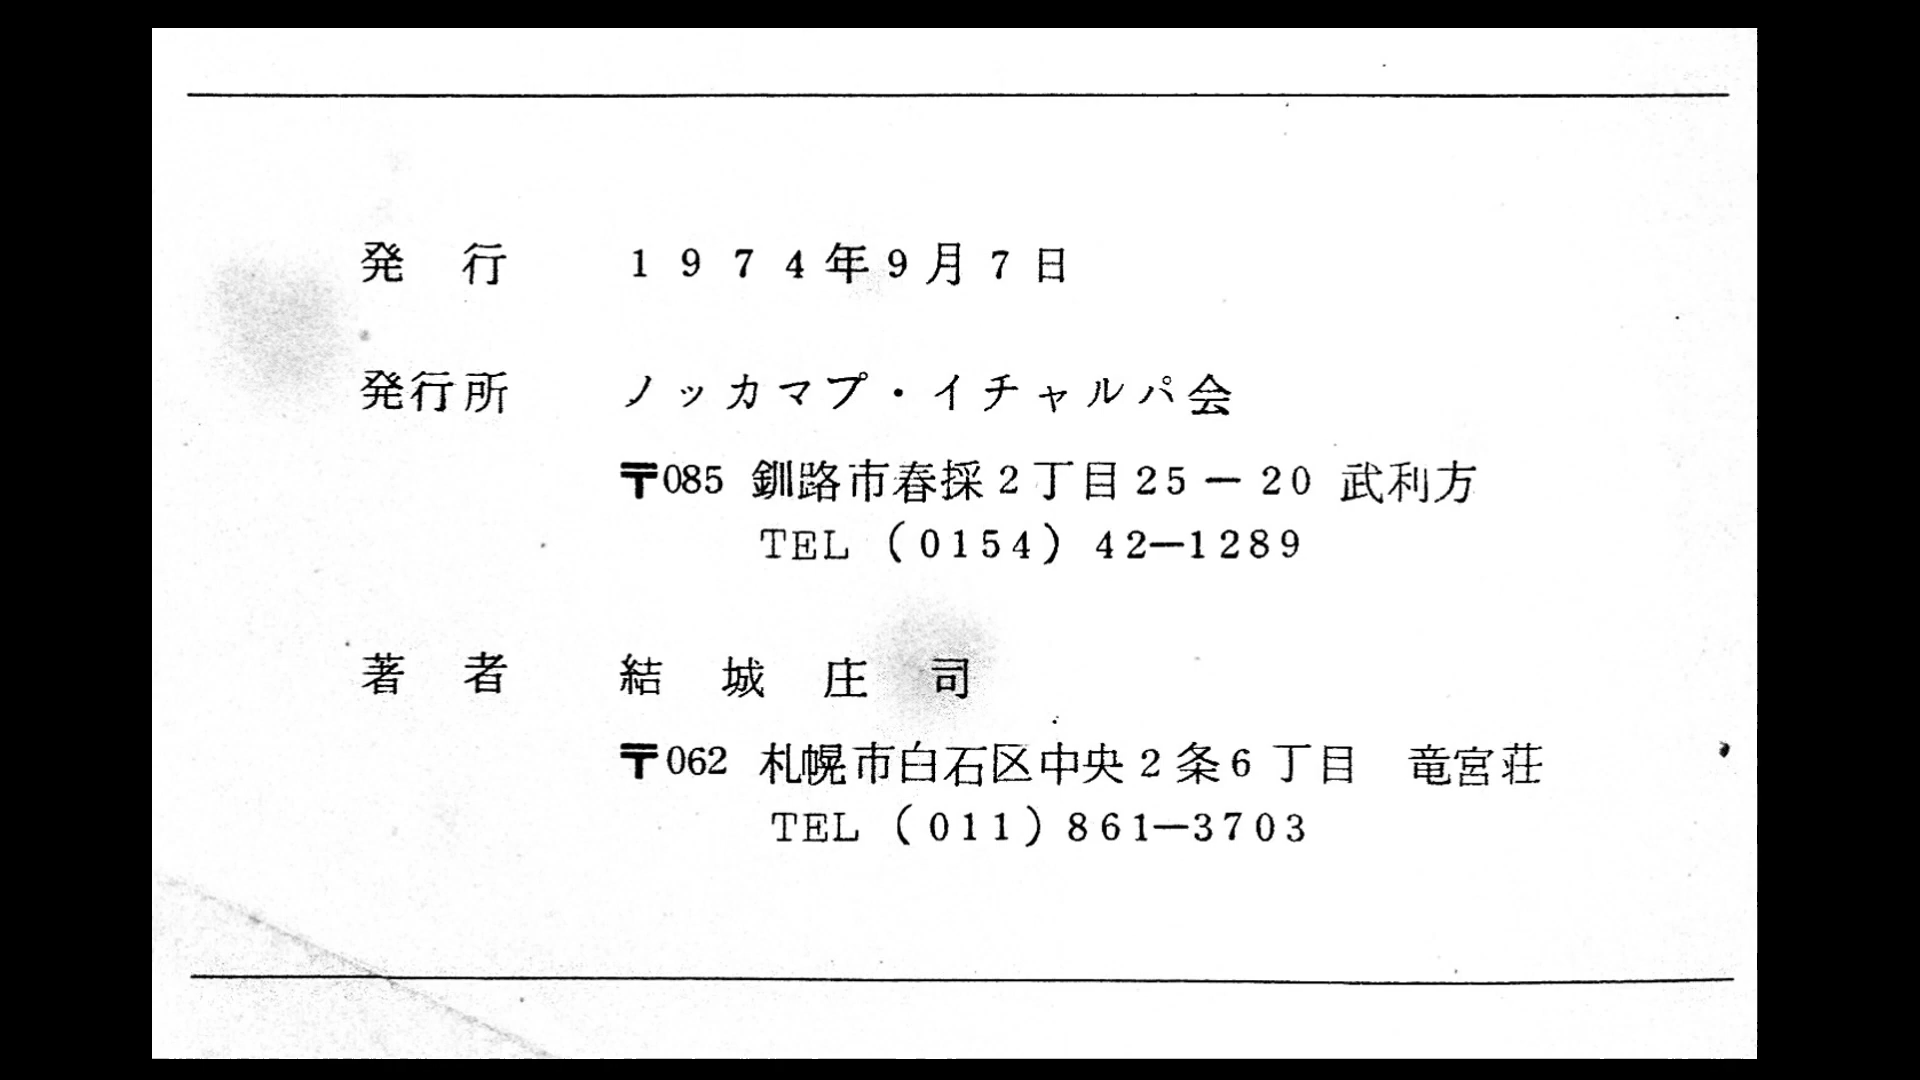 発 行 1974年9月7日
発行所 ノッカマプ・イチャルパ会
〒085 釧路市春採2丁目25－20 武利方
TEL (0154) 42－1289
著 者 結城庄司
〒062 札幌市白石区中央2条6丁目 竜宮荘
TEL (011) 861－3703